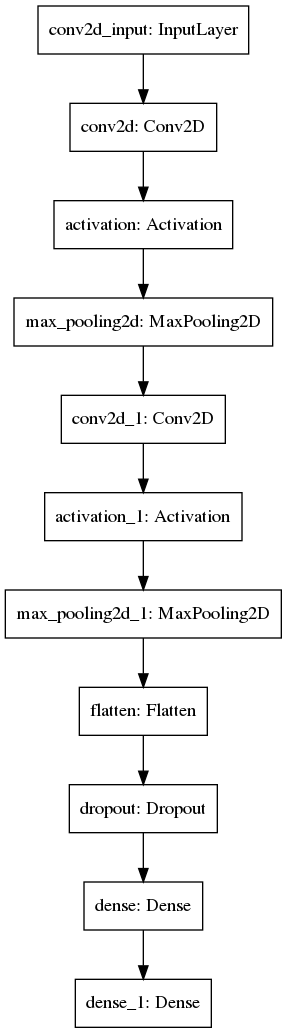 conv2d_input: InputLayer
conv2d: Conv2D
activation: Activation
max_pooling2d: MaxPooling2D
conv2d_1: Conv2D
activation_1: Activation
max_pooling2d_1: MaxPooling2D
flatten: Flatten
dropout: Dropout
dense: Dense
dense_1: Dense